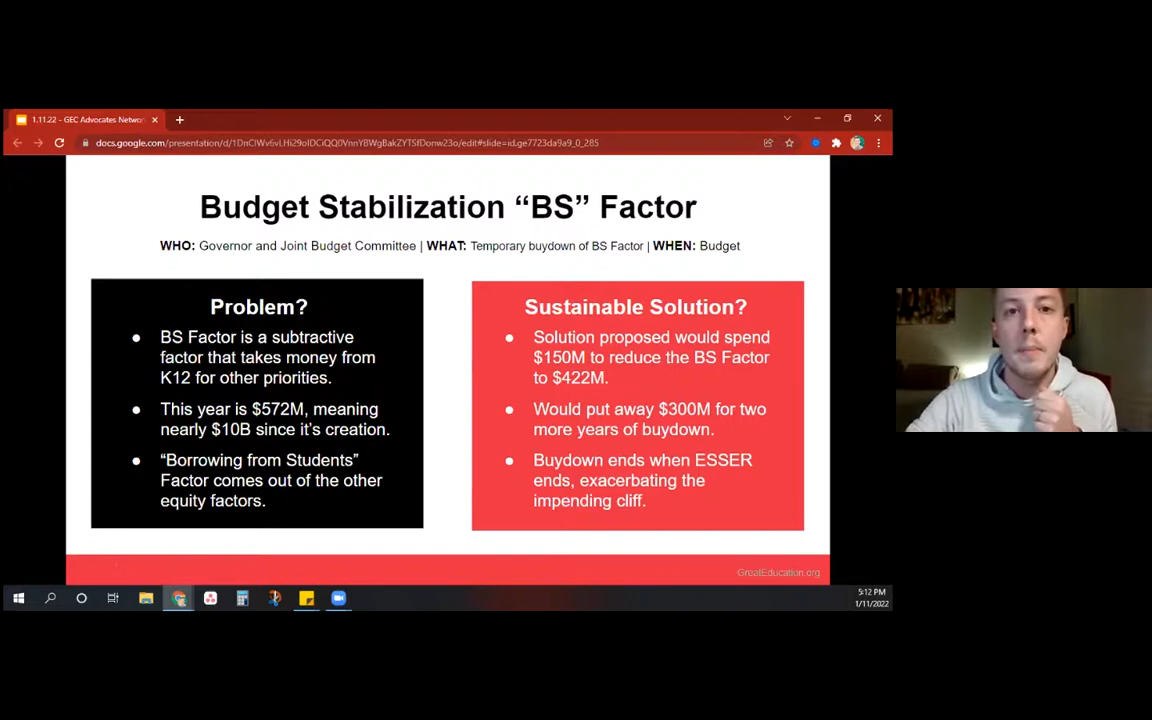 1.11.22 - GEC Advocates Networ
docs.google.com/presentation/d/
Budget Stabilization “BS” Factor
WHO: Governor and Joint Budget Committee | WHAT: Temporary buydown of BS Factor | WHEN: Budget
Problem?
● BS Factor is a subtractive
factor that takes money from
K12 for other priorities.
● This year is $572M, meaning
nearly $10B since it’s creation.
● “Borrowing from Students”
Factor comes out of the other
equity factors.
Sustainable Solution?
● Solution proposed would spend
$150M to reduce the BS Factor
to $422M.
● Would put away $300M for two
more years of buydown.
● Buydown ends when ESSER
ends, exacerbating the
impending cliff.
GreatEducation.org
5:12 PM
1/11/2022